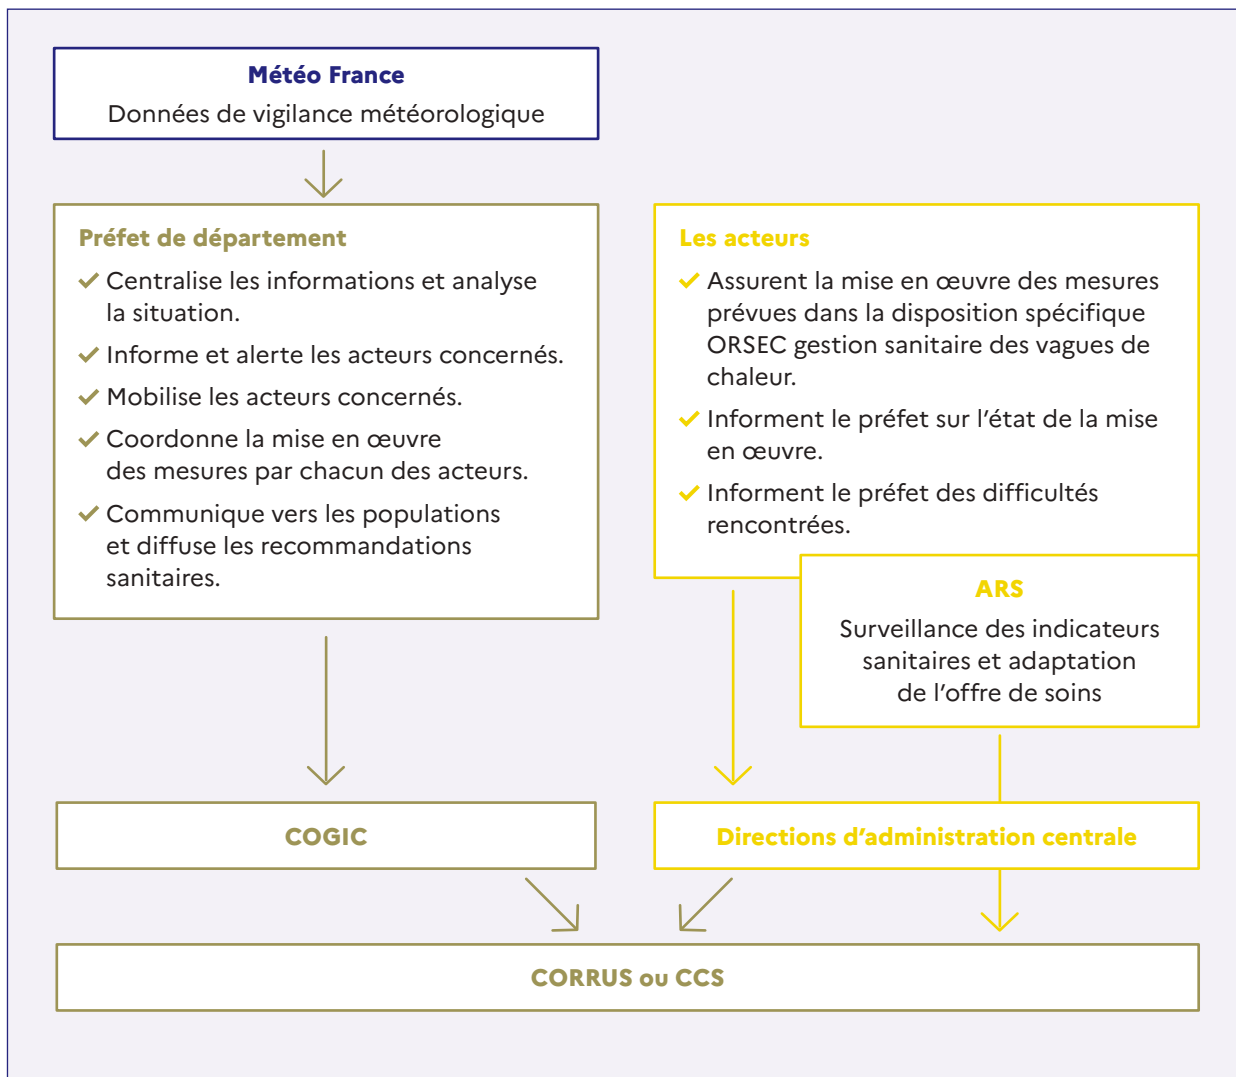 Météo France
Données de vigilance météorologique
Préfet de département
Centralise les informations et analyse
la situation.
Informe et alerte les acteurs concernés.
Mobilise les acteurs concernés.
Coordonne la mise en œuvre
des mesures par chacun des acteurs.
Communique vers les populations
et diffuse les recommandations
sanitaires.
Les acteurs
Assurent la mise en œuvre des mesures
prévues dans la disposition spécifique
ORSEC gestion sanitaire des vagues de
chaleur.
Informent le préfet sur l’état de la mise
en œuvre.
Informent le préfet des difficultés
rencontrées.
ARS
Surveillance des indicateurs
sanitaires et adaptation
de l’offre de soins
COGIC
Directions d’administration centrale
CORRUS ou CCS